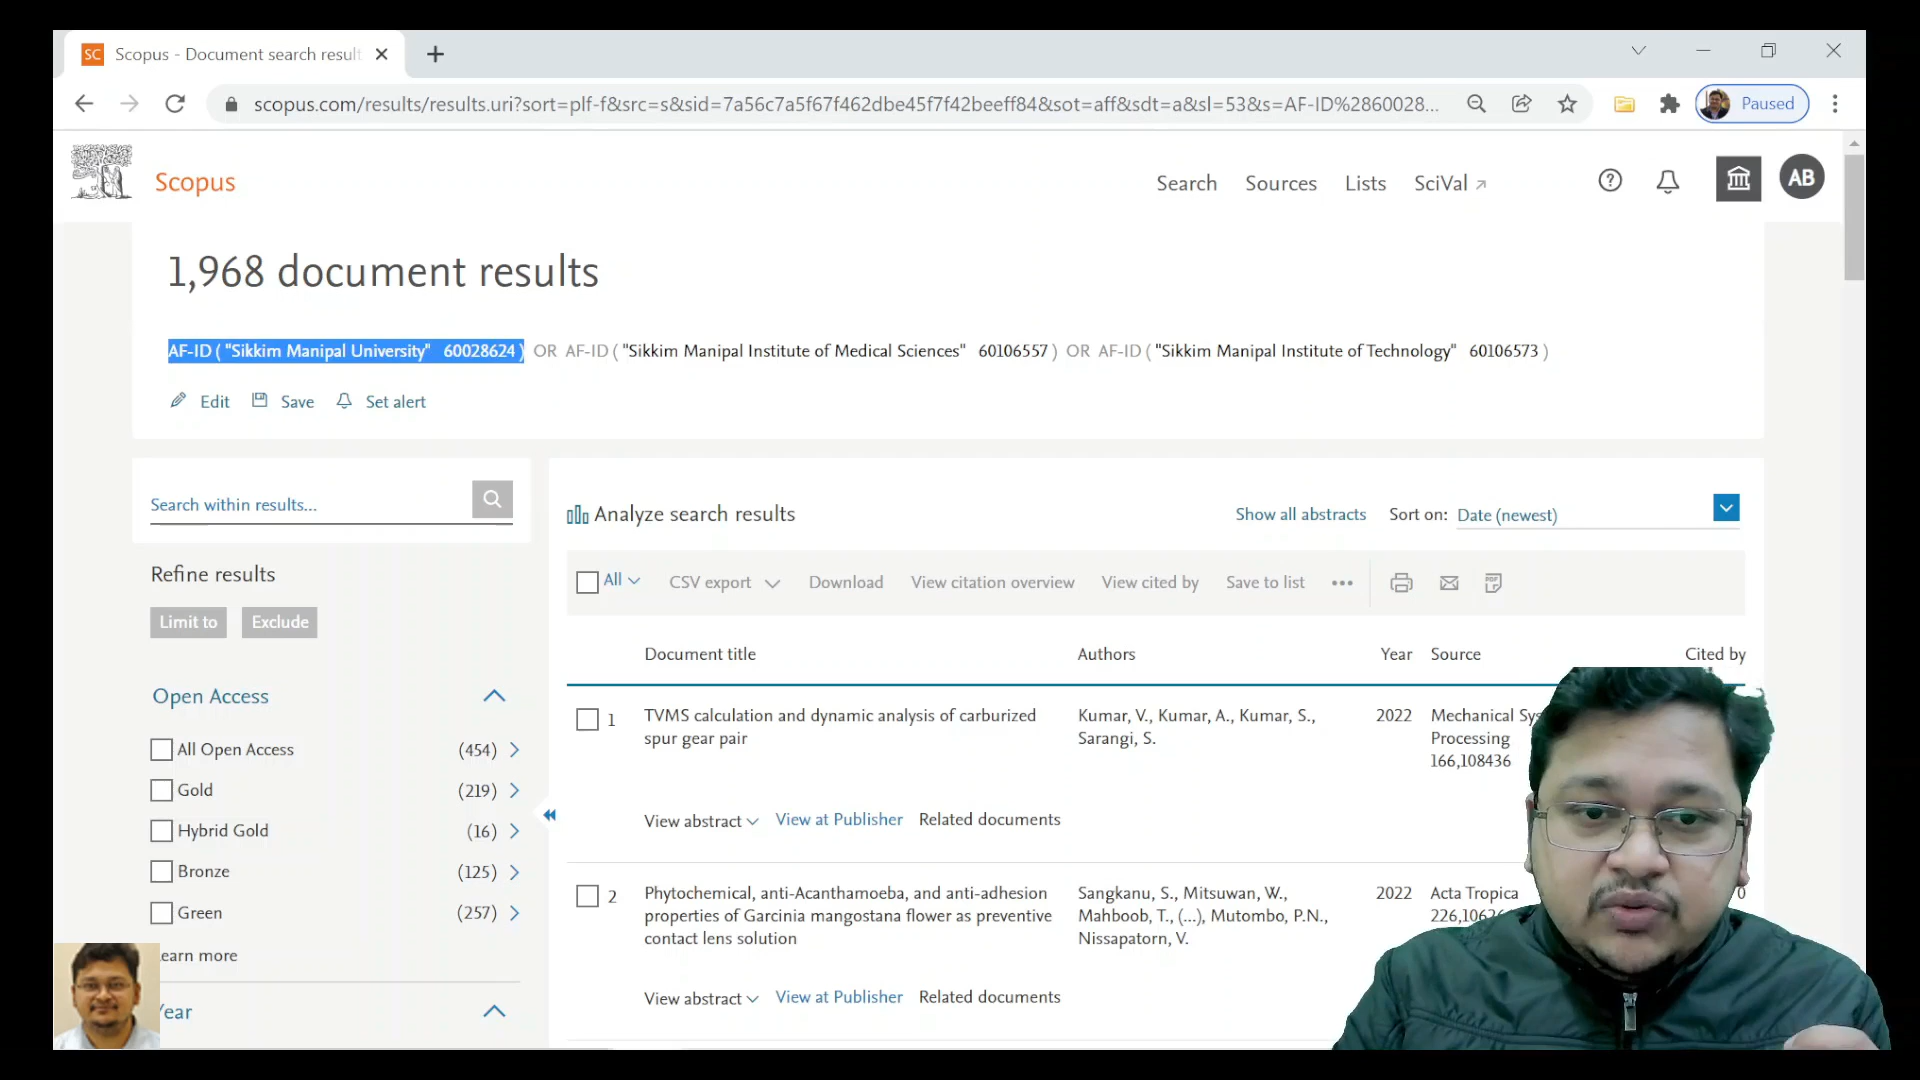 SC Scopus - Document search result
scopus.com/results/results.uri?sort=plf-f&src=s&sid=7a56c7a5f67f462dbe45f7f42beeff84&sot=aff&sdt=a&sl=53&s=AF-ID%2860028...
Paused
Scopus
Search Sources Lists SciVal
AB
1,968 document results
AF-ID ( "Sikkim Manipal University" 60028624 ) OR AF-ID ( "Sikkim Manipal Institute of Medical Sciences" 60106557 ) OR AF-ID ( "Sikkim Manipal Institute of Technology" 60106573 )
Edit Save Set alert
Search within results...
Refine results
Limit to Exclude
Open Access
All Open Access (454)
Gold (219)
Hybrid Gold (16)
Bronze (125)
Green (257)
earn more
Year
Analyze search results
Show all abstracts Sort on: Date (newest)
All CSV export Download View citation overview View cited by Save to list ...
Document title Authors Year Source Cited by
1 TVMS calculation and dynamic analysis of carburized spur gear pair
Kumar, V., Kumar, A., Kumar, S.,
Sarangi, S.
2022
Mechanical Sy
Processing
166,108436
View abstract View at Publisher Related documents
2 Phytochemical, anti-Acanthamoeba, and anti-adhesion
properties of Garcinia mangostana flower as preventive
contact lens solution
Sangkanu, S., Mitsuwan, W.,
Mahboob, T., (...), Mutombo, P.N.,
Nissapatorn, V.
2022
Acta Tropica
0
View abstract View at Publisher Related documents